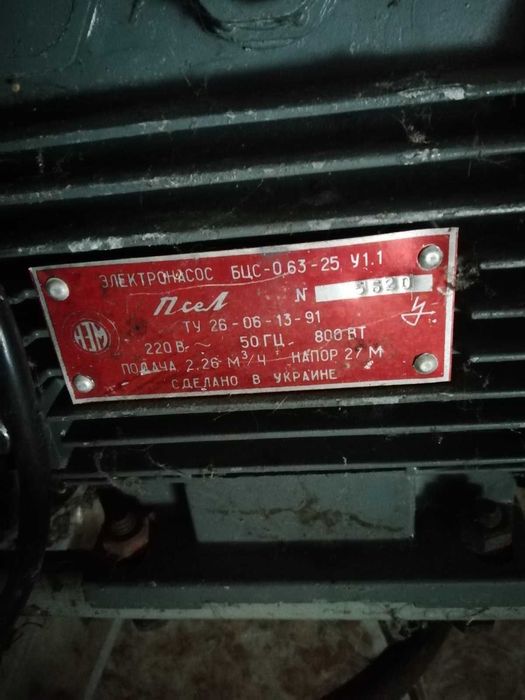 ЭЛЕКТРОНАСОС БЦС-0,63-25 У1.1
Псел N 5520
ТУ 26-06-13-91
220 В ~ 50 ГЦ 800 ВТ
ПОДАЧА 2.26 М³/Ч НАПОР 27 М
СДЕЛАНО В УКРАИНЕ